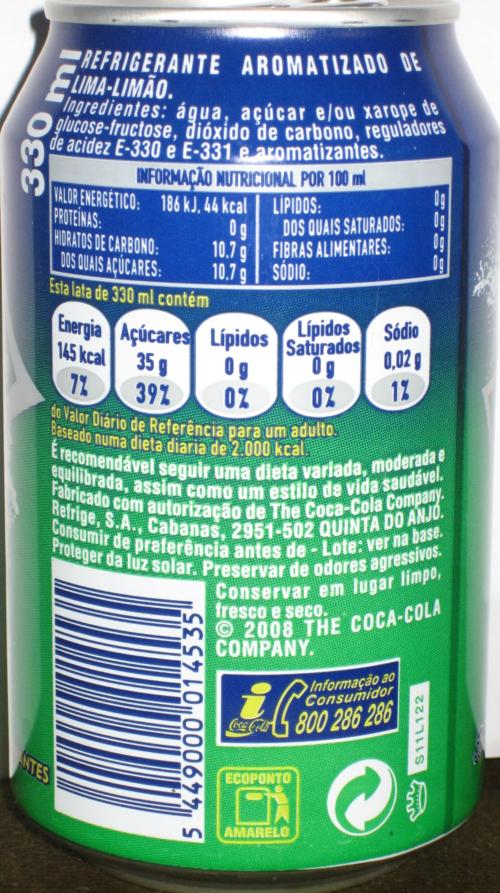 330 ml
REFRIGERANTE AROMATIZADO DE
LIMA-LIMÃO.
Ingredientes: água, açúcar e/ou xarope de
glucose-fructose, dióxido de carbono, reguladores
de acidez E-330 e E-331 e aromatizantes.
INFORMAÇÃO NUTRICIONAL POR 100 ml
VALOR ENERGÉTICO: 186 kJ, 44 kcal
PROTEÍNAS: 0 g
HIDRATOS DE CARBONO: 10,7 g
DOS QUAIS AÇÚCARES: 10,7 g
LÍPIDOS: 0g
DOS QUAIS SATURADOS: 0g
FIBRAS ALIMENTARES: 0g
SÓDIO: 0g
Esta lata de 330 ml contém
Energia
145 kcal
7%
Açúcares
35 g
39%
Lípidos
0 g
0%
Lípidos
Saturados
0 g
0%
Sódio
0,02 g
1%
do Valor Diário de Referência para um adulto.
Baseado numa dieta diaria de 2.000 kcal.
É recomendável seguir uma dieta variada, moderada e
equilibrada, assim como um estilo da vida saudável.
Fabricado com autorização de The Coca-Cola Company.
Refrige, S.A., Cabanas, 2951-502 QUINTA DO ANJO.
Consumir de preferência antes de - Lote: ver na base.
Proteger da luz solar. Preservar de odores agressivos.
Conservar em lugar limpo,
fresco e seco.
© 2008 THE COCA-COLA
COMPANY.
5 449000 014535
i
Coca-Cola
Informação ao
Consumidor
800 286 286
ECOPONTO
AMARELO
S11L122
ANTES